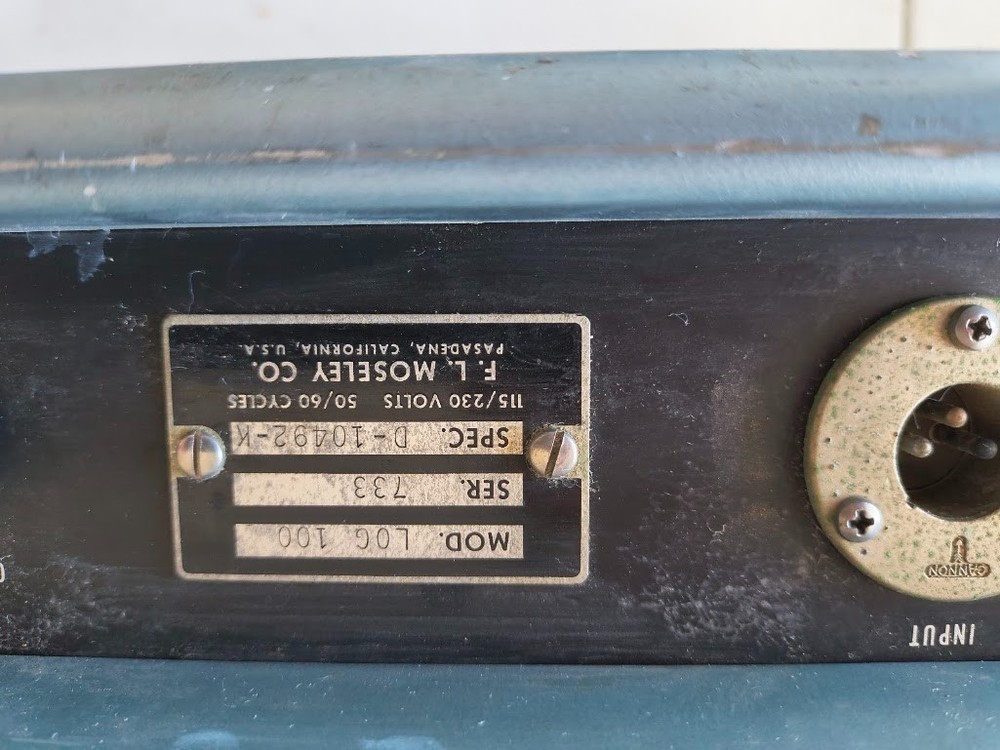 INPUT
CANNON
MOD. LOG 100
SER. 733
SPEC. D-10492-K
115/230 VOLTS 50/60 CYCLES
F. L. MOSELEY CO.
PASADENA, CALIFORNIA, U.S.A.